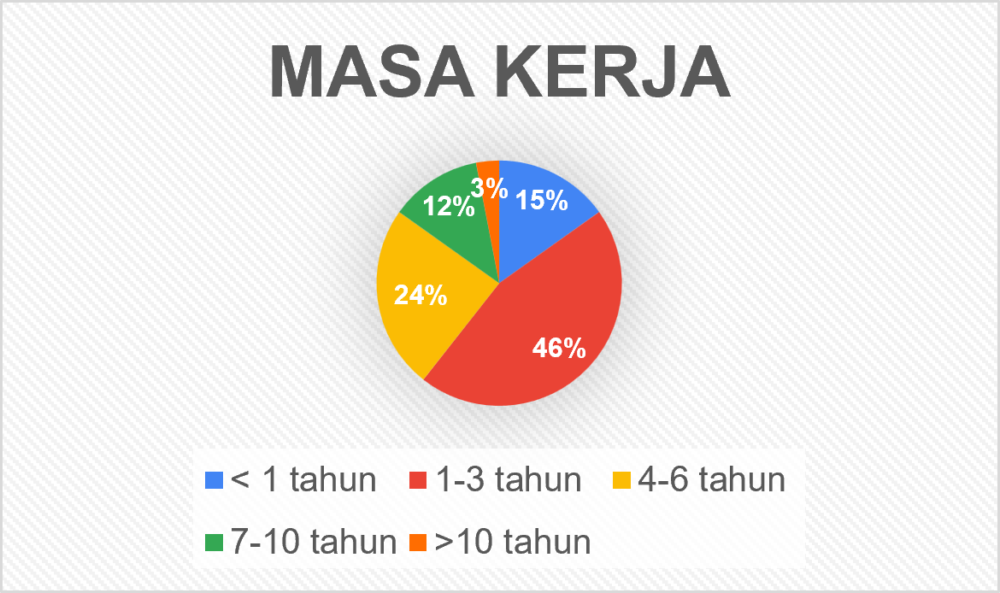 MASA KERJA
3%
15%
12%
24%
46%
< 1 tahun
1-3 tahun
4-6 tahun
7-10 tahun
>10 tahun